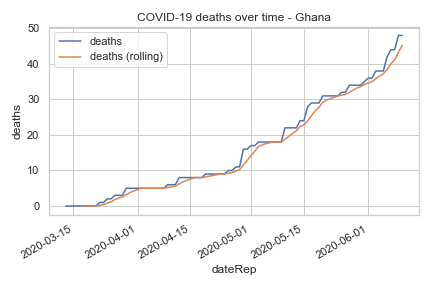 COVID-19 deaths over time - Ghana
deaths
deaths (rolling)
50
40
30
20
10
0
deaths
2020-03-15
2020-04-01
2020-04-15
2020-05-01
2020-05-15
2020-06-01
dateRep